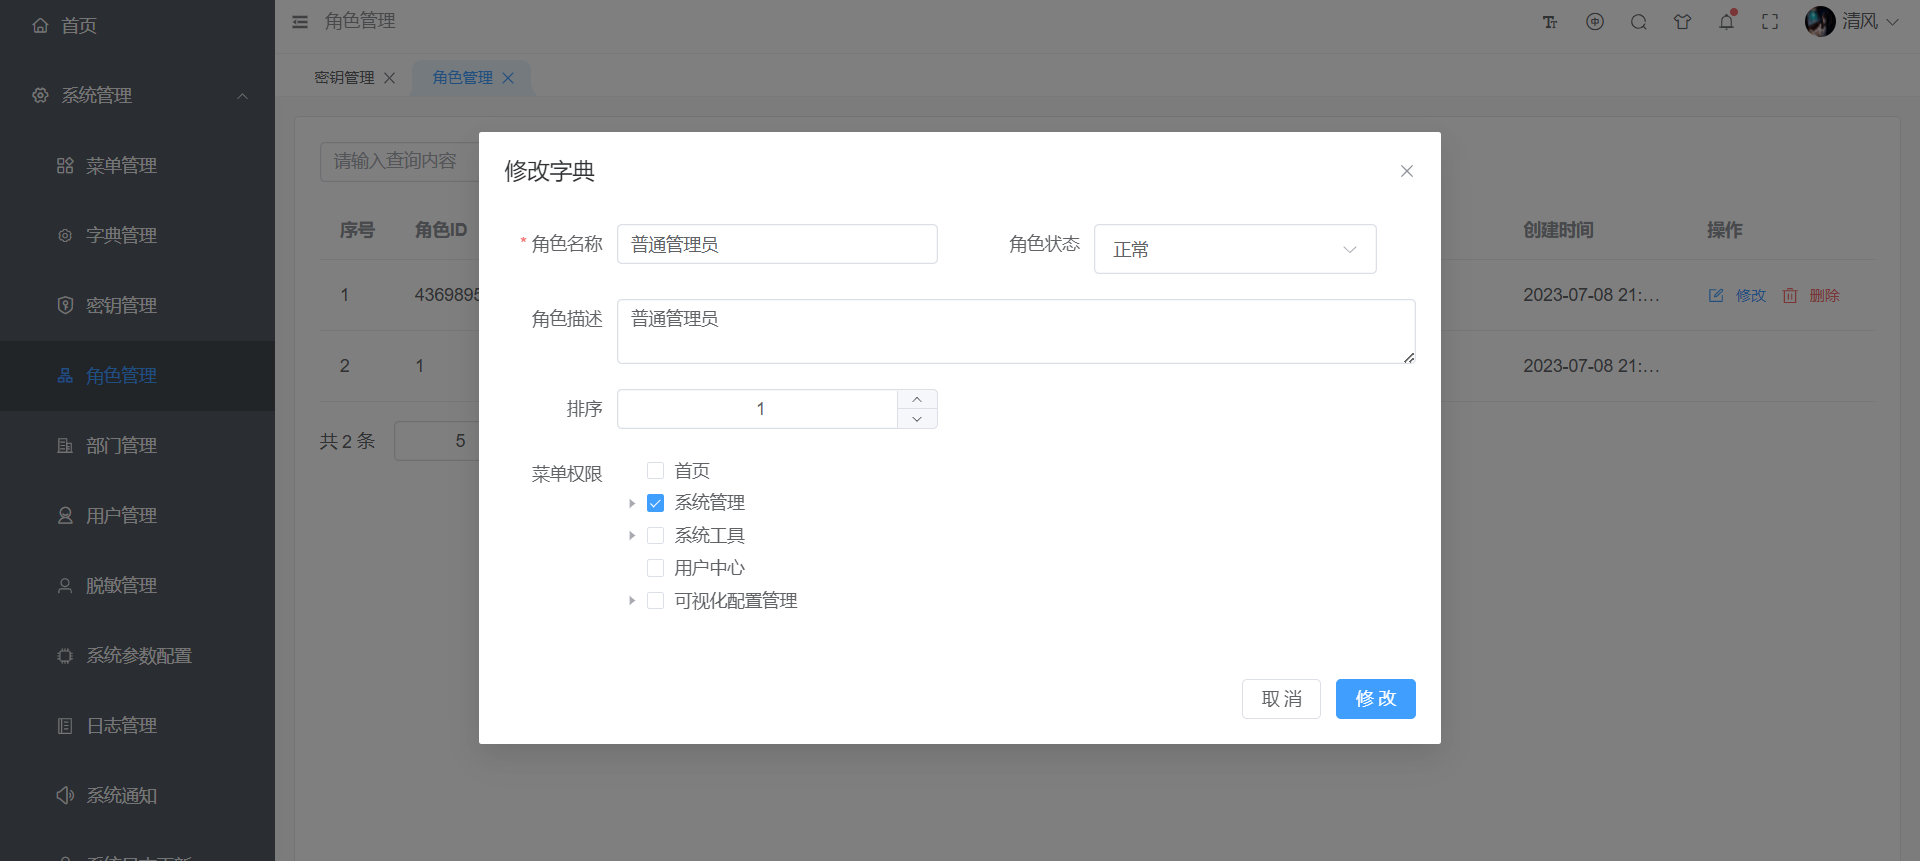 首页
系统管理
菜单管理
字典管理
密钥管理
角色管理
部门管理
用户管理
脱敏管理
系统参数配置
日志管理
系统通知
角色管理
清风
密钥管理
角色管理
请输入查询内容
序号 角色ID 创建时间 操作
1 4369895 2023-07-08 21:... 修改 删除
2 1 2023-07-08 21:...
共 2 条 5
修改字典
* 角色名称 普通管理员 角色状态 正常
角色描述 普通管理员
排序 1
菜单权限
首页
系统管理
系统工具
用户中心
可视化配置管理
取消 修改